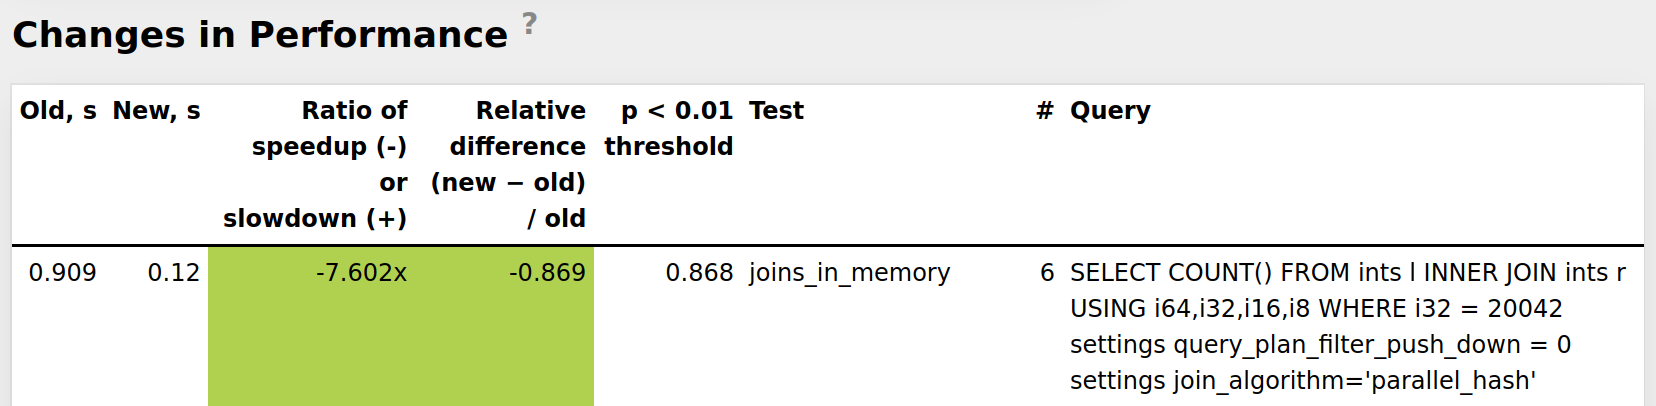 Changes in Performance ?
Old, s New, s Ratio of speedup (-) or slowdown (+) Relative difference (new − old) / old p < 0.01 threshold Test # Query
0.909 0.12 -7.602x -0.869 0.868 joins_in_memory 6 SELECT COUNT() FROM ints l INNER JOIN ints r
USING i64,i32,i16,i8 WHERE i32 = 20042
settings query_plan_filter_push_down = 0
settings join_algorithm='parallel_hash'